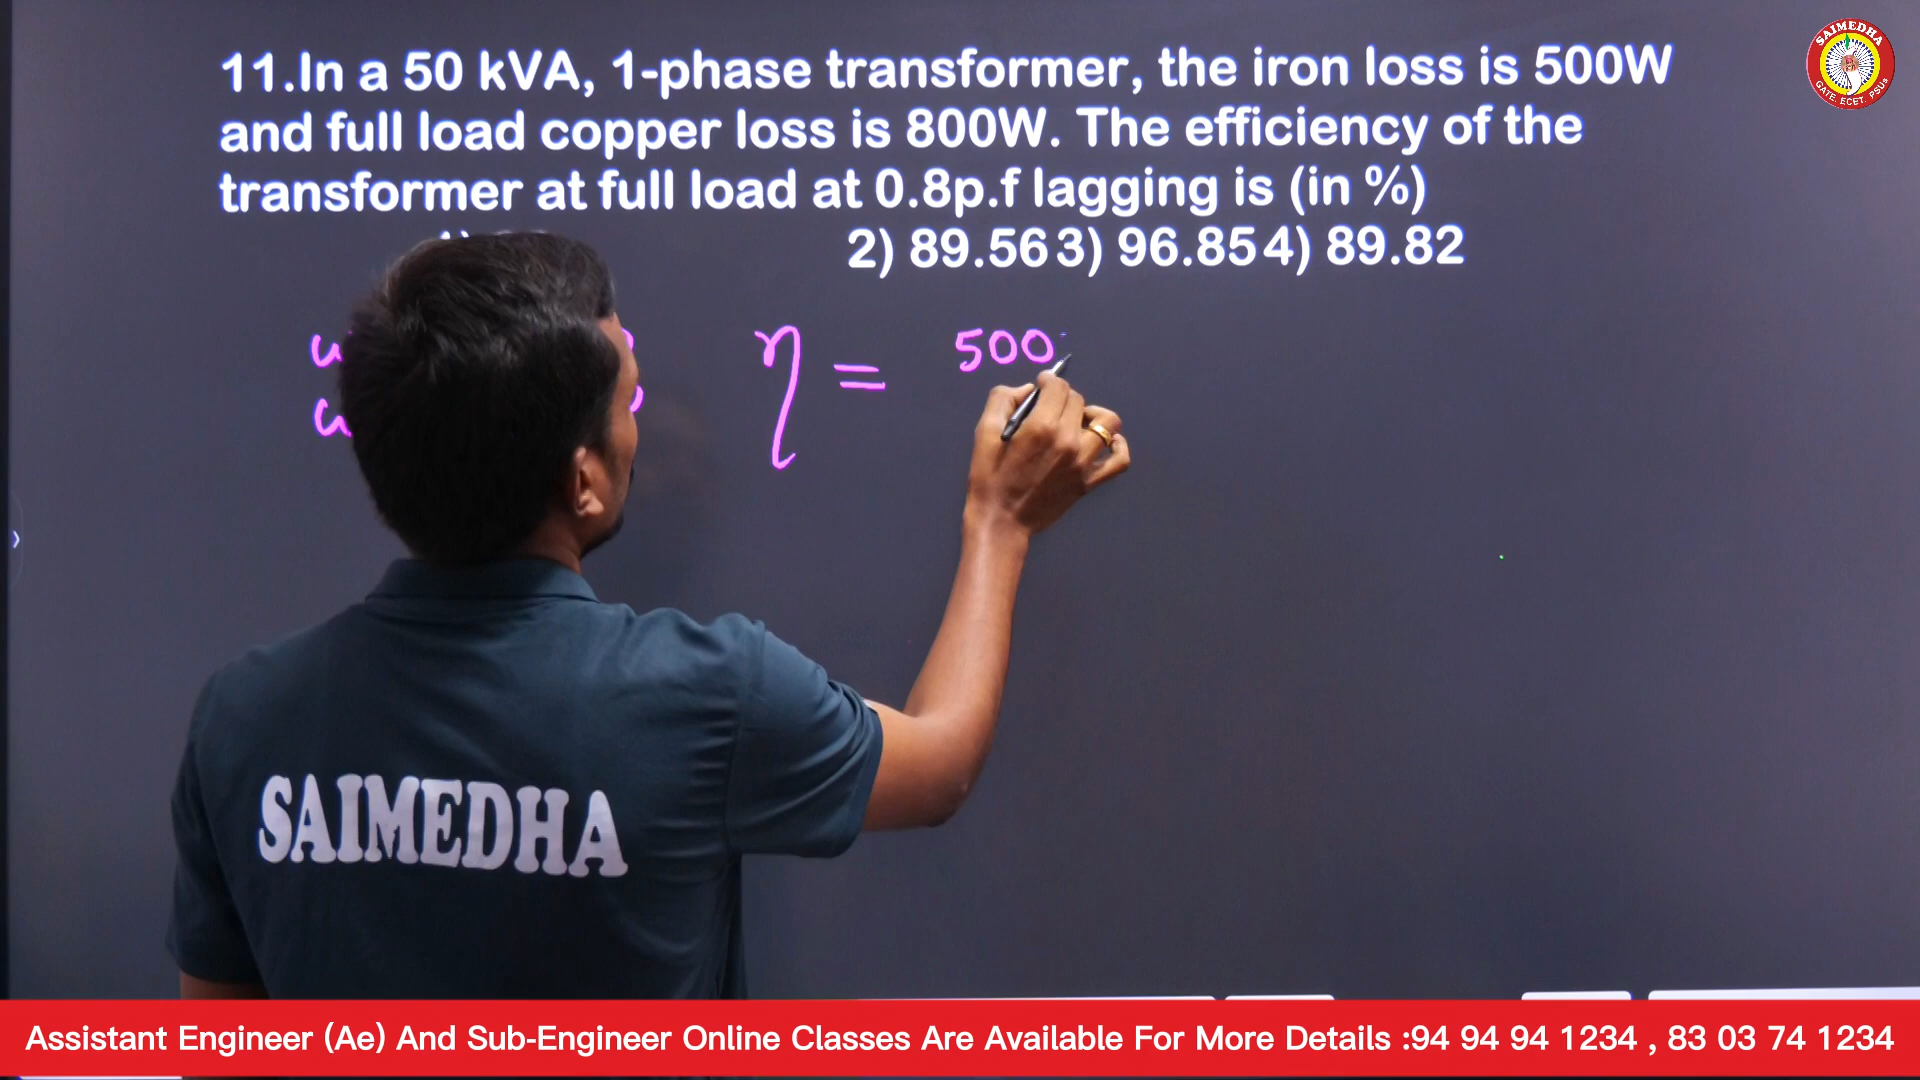 11.In a 50 kVA, 1-phase transformer, the iron loss is 500W
and full load copper loss is 800W. The efficiency of the
transformer at full load at 0.8p.f lagging is (in %)
2) 89.56 3) 96.85 4) 89.82
η = 500
SAIMEDHA
SAIMEDHA
GATE, ECET, PSUs
Assistant Engineer (Ae) And Sub-Engineer Online Classes Are Available For More Details :94 94 94 1234 , 83 03 74 1234